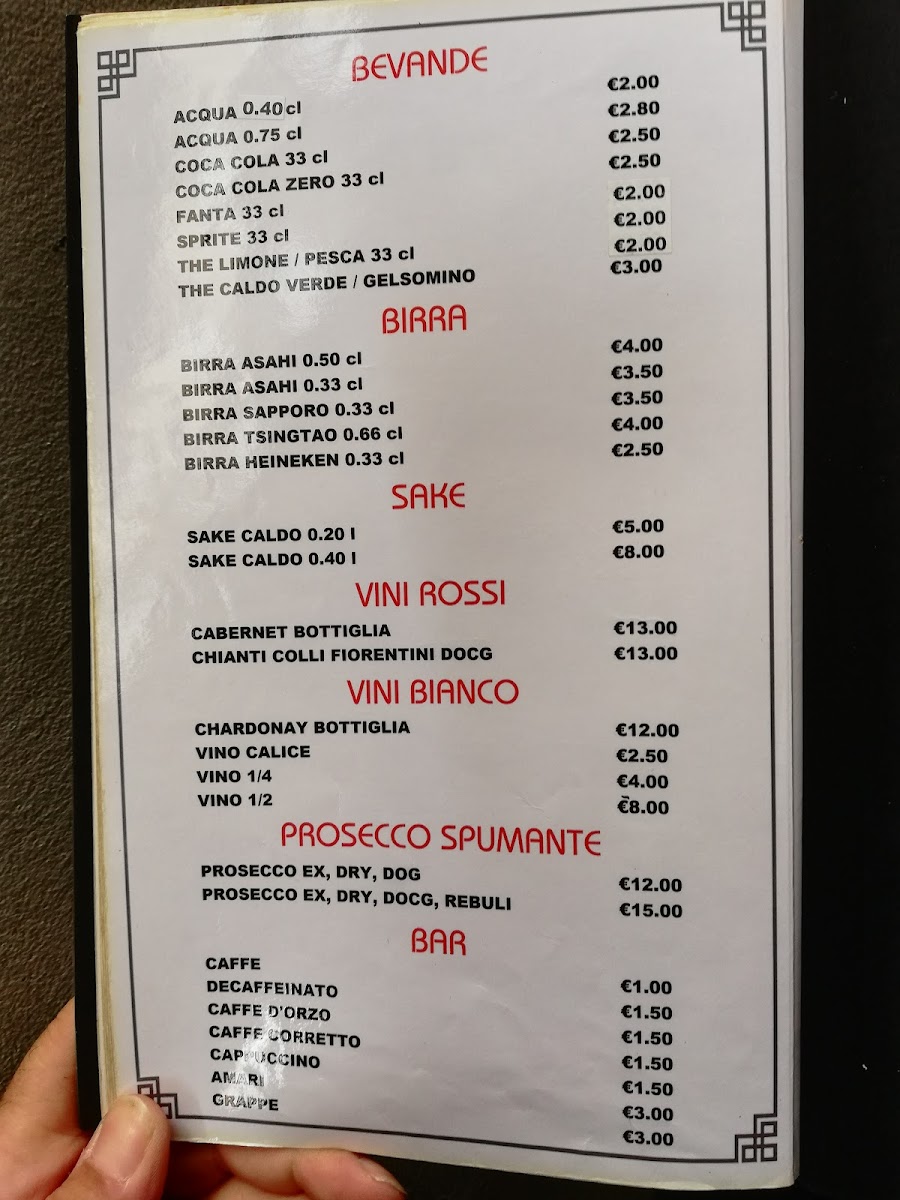 BEVANDE
ACQUA 0.40cl €2.00
ACQUA 0.75 cl €2.80
COCA COLA 33 cl €2.50
COCA COLA ZERO 33 cl €2.50
FANTA 33 cl €2.00
SPRITE 33 cl €2.00
THE LIMONE / PESCA 33 cl €2.00
THE CALDO VERDE / GELSOMINO €3.00
BIRRA
BIRRA ASAHI 0.50 cl €4.00
BIRRA ASAHI 0.33 cl €3.50
BIRRA SAPPORO 0.33 cl €3.50
BIRRA TSINGTAO 0.66 cl €4.00
BIRRA HEINEKEN 0.33 cl €2.50
SAKE
SAKE CALDO 0.20 l €5.00
SAKE CALDO 0.40 l €8.00
VINI ROSSI
CABERNET BOTTIGLIA €13.00
CHIANTI COLLI FIORENTINI DOCG €13.00
VINI BIANCO
CHARDONAY BOTTIGLIA €12.00
VINO CALICE €2.50
VINO 1/4 €4.00
VINO 1/2 €8.00
PROSECCO SPUMANTE
PROSECCO EX, DRY, DOG €12.00
PROSECCO EX, DRY, DOCG, REBULI €15.00
BAR
CAFFE €1.00
DECAFFEINATO €1.50
CAFFE D'ORZO €1.50
CAFFE CORRETTO €1.50
CAPPUCCINO €1.50
AMARI €3.00
GRAPPE €3.00